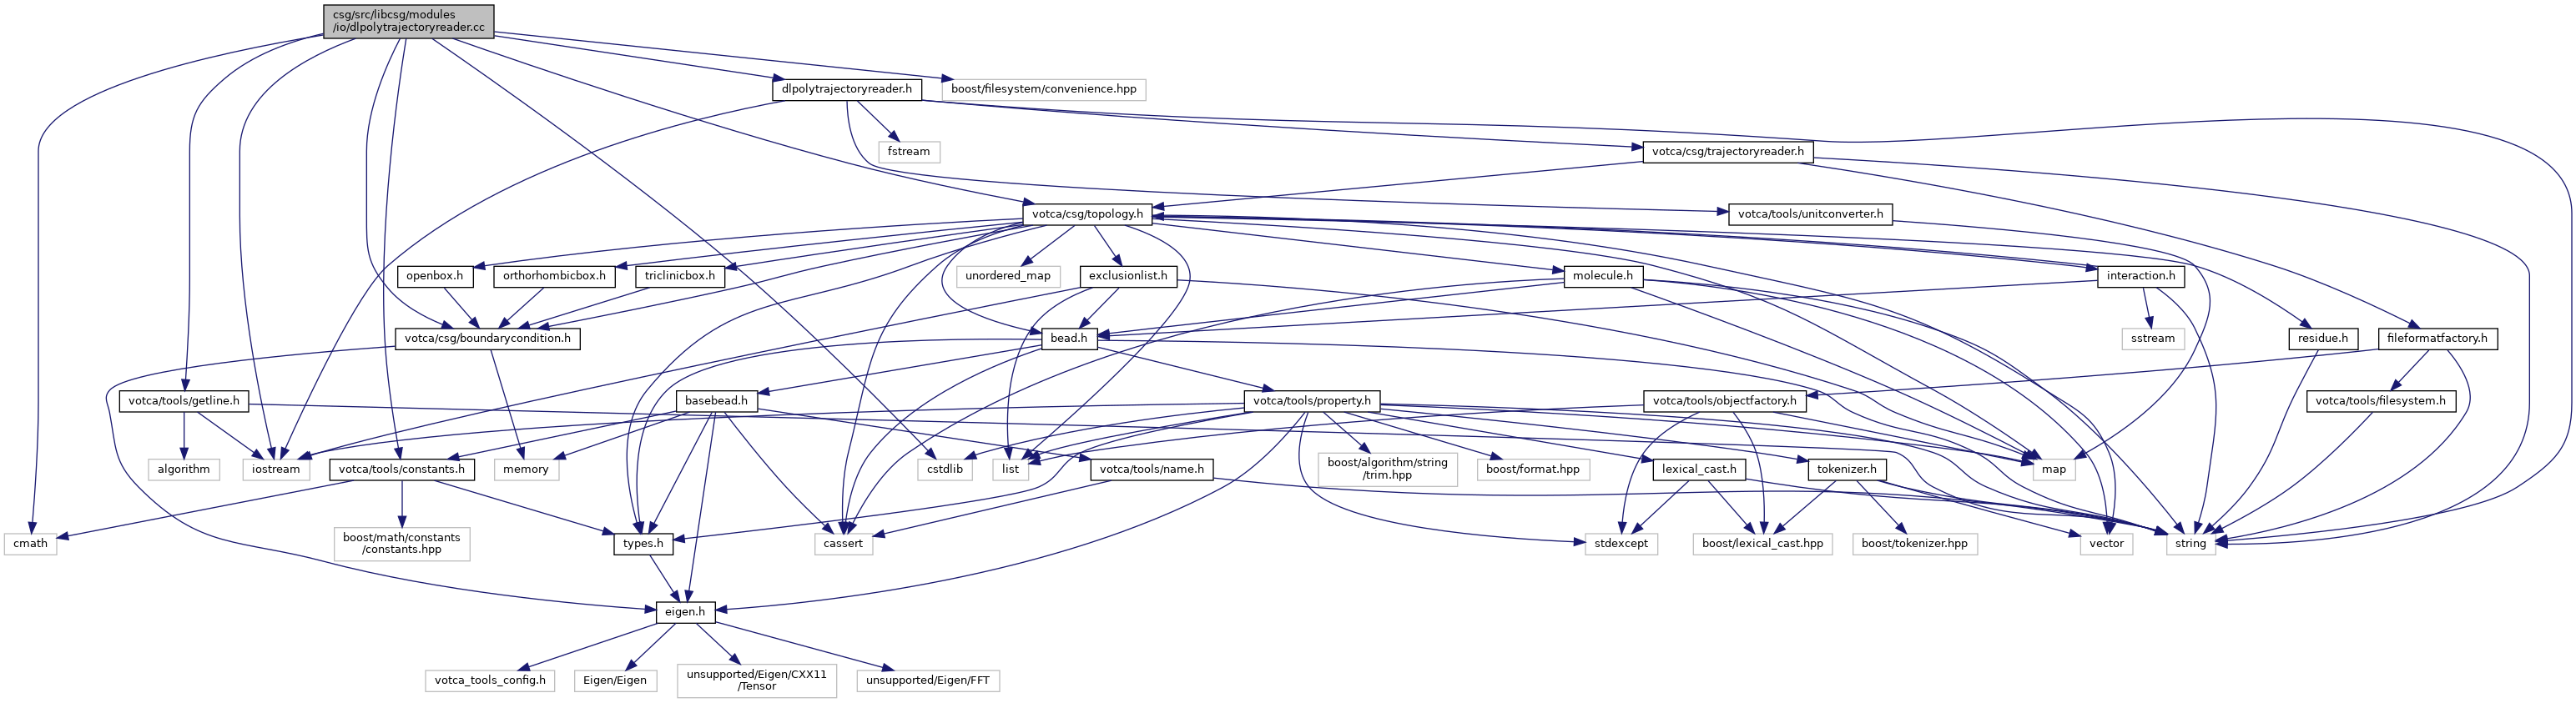 csg/src/libcsg/modules
/io/dlpolytrajectoryreader.cc
dlpolytrajectoryreader.h
boost/filesystem/convenience.hpp
fstream
votca/csg/trajectoryreader.h
votca/csg/topology.h
votca/tools/unitconverter.h
openbox.h
orthorhombicbox.h
triclinicbox.h
unordered_map
exclusionlist.h
molecule.h
interaction.h
votca/csg/boundarycondition.h
bead.h
sstream
residue.h
fileformatfactory.h
votca/tools/getline.h
basebead.h
votca/tools/property.h
votca/tools/objectfactory.h
votca/tools/filesystem.h
algorithm
iostream
votca/tools/constants.h
memory
cstdlib
list
votca/tools/name.h
boost/algorithm/string
/trim.hpp
boost/format.hpp
lexical_cast.h
tokenizer.h
map
cmath
boost/math/constants
/constants.hpp
types.h
cassert
stdexcept
boost/lexical_cast.hpp
boost/tokenizer.hpp
vector
string
eigen.h
votca_tools_config.h
Eigen/Eigen
unsupported/Eigen/CXX11
/Tensor
unsupported/Eigen/FFT